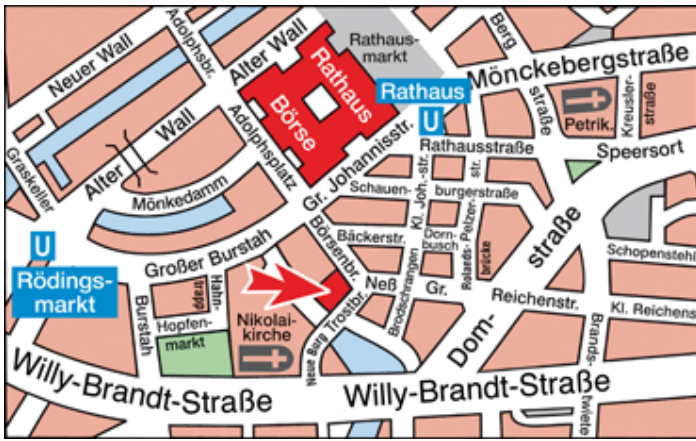 Neuer Wall
Adolphsbr.
Alter Wall
Rathaus-
markt
Berg
straße
Mönckebergstraße
Rathaus
Börse
Rathaus
U
Petrik.
Kreusler-
straße
Graskeller
Alter
Wall
Adolphsplatz
Gr. Johannisstr.
Rathausstraße
Speersort
Mönkedamm
Schauen-
burgerstraße
Kl. Joh.-str.
Pelzer-
str.
U
Rödings-
markt
Großer Burstah
Börsenbr.
Bäckerstr.
Dorn-
busch
Rolands-
brücke
Domstraße
Schopenstehl
Burstah
Hahn-
trapp
Hopfen-
markt
Nikolai-
kirche
Neue Burg
Trostbr.
Neß
Brodschrangen
Gr.
Reichenstr.
Kl. Reichens
Brands-
twiete
Willy-Brandt-Straße
Willy-Brandt-Straße